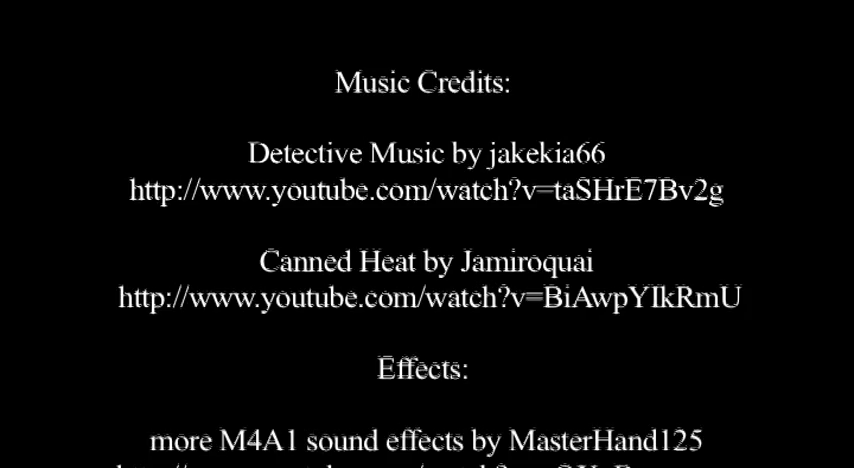 Music Credits:
Detective Music by jakekia66
http://www.youtube.com/watch?v=taSHrE7Bv2g
Canned Heat by Jamiroquai
http://www.youtube.com/watch?v=BiAwpYIkRmU
Effects:
more M4A1 sound effects by MasterHand125